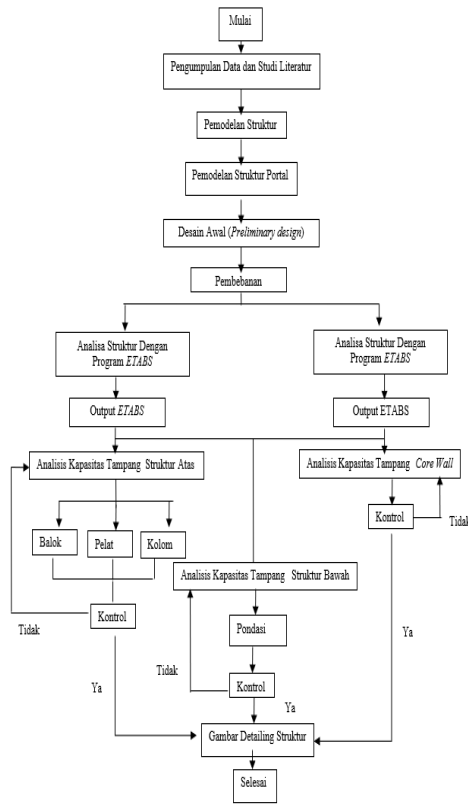 Mulai
Pengumpulan Data dan Studi Literatur
Pemodelan Struktur
Pemodelan Struktur Portal
Desain Awal (Preliminary design)
Pembebanan
Analisa Struktur Dengan
Program ETABS
Analisa Struktur Dengan
Program ETABS
Output ETABS
Output ETABS
Analisis Kapasitas Tampang Struktur Atas
Analisis Kapasitas Tampang Core Wall
Kontrol
Tidak
Balok
Pelat
Kolom
Analisis Kapasitas Tampang Struktur Bawah
Kontrol
Tidak
Pondasi
Ya
Tidak
Kontrol
Ya
Ya
Gambar Detailing Struktur
Selesai